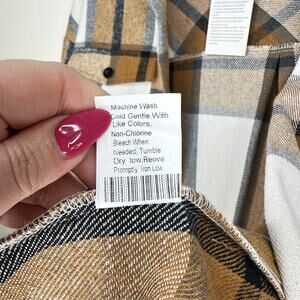 Machine Wash
Cold Gentle With
Like Colors,
Non-Chlorine
Bleach When
Needed, Tumble
Dry low, Reove
Promptly Iron Low